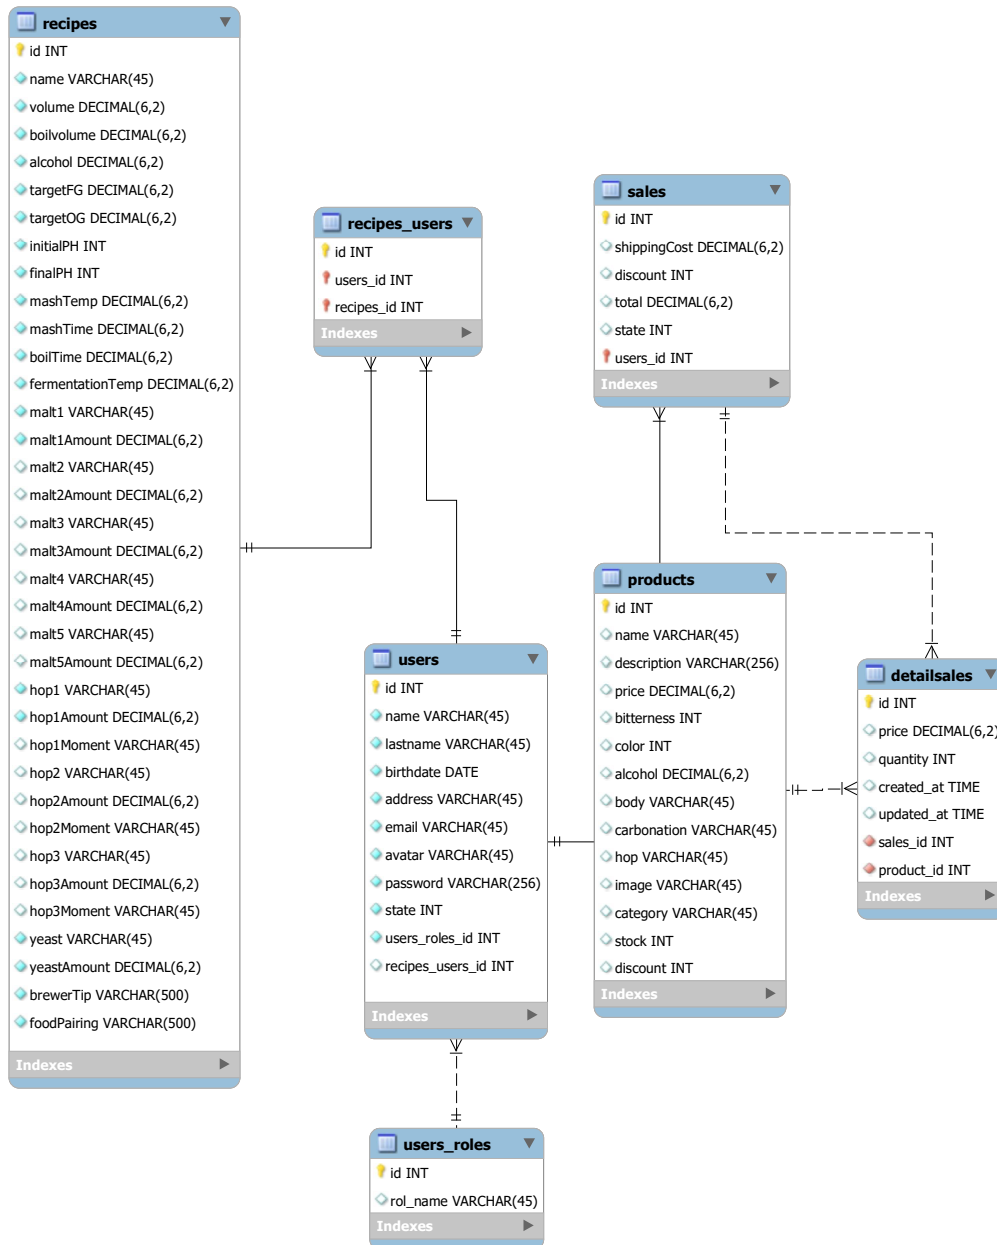 recipes
id INT
name VARCHAR(45)
volume DECIMAL(6,2)
boilvolume DECIMAL(6,2)
alcohol DECIMAL(6,2)
targetFG DECIMAL(6,2)
targetOG DECIMAL(6,2)
initialPH INT
finalPH INT
mashTemp DECIMAL(6,2)
mashTime DECIMAL(6,2)
boilTime DECIMAL(6,2)
fermentationTemp DECIMAL(6,2)
malt1 VARCHAR(45)
malt1Amount DECIMAL(6,2)
malt2 VARCHAR(45)
malt2Amount DECIMAL(6,2)
malt3 VARCHAR(45)
malt3Amount DECIMAL(6,2)
malt4 VARCHAR(45)
malt4Amount DECIMAL(6,2)
malt5 VARCHAR(45)
malt5Amount DECIMAL(6,2)
hop1 VARCHAR(45)
hop1Amount DECIMAL(6,2)
hop1Moment VARCHAR(45)
hop2 VARCHAR(45)
hop2Amount DECIMAL(6,2)
hop2Moment VARCHAR(45)
hop3 VARCHAR(45)
hop3Amount DECIMAL(6,2)
hop3Moment VARCHAR(45)
yeast VARCHAR(45)
yeastAmount DECIMAL(6,2)
brewerTip VARCHAR(500)
foodPairing VARCHAR(500)
Indexes
recipes_users
id INT
users_id INT
recipes_id INT
Indexes
sales
id INT
shippingCost DECIMAL(6,2)
discount INT
total DECIMAL(6,2)
state INT
users_id INT
Indexes
users
id INT
name VARCHAR(45)
lastname VARCHAR(45)
birthdate DATE
address VARCHAR(45)
email VARCHAR(45)
avatar VARCHAR(45)
password VARCHAR(256)
state INT
users_roles_id INT
recipes_users_id INT
Indexes
products
id INT
name VARCHAR(45)
description VARCHAR(256)
price DECIMAL(6,2)
bitterness INT
color INT
alcohol DECIMAL(6,2)
body VARCHAR(45)
carbonation VARCHAR(45)
hop VARCHAR(45)
image VARCHAR(45)
category VARCHAR(45)
stock INT
discount INT
Indexes
detailsales
id INT
price DECIMAL(6,2)
quantity INT
created_at TIME
updated_at TIME
sales_id INT
product_id INT
Indexes
users_roles
id INT
rol_name VARCHAR(45)
Indexes